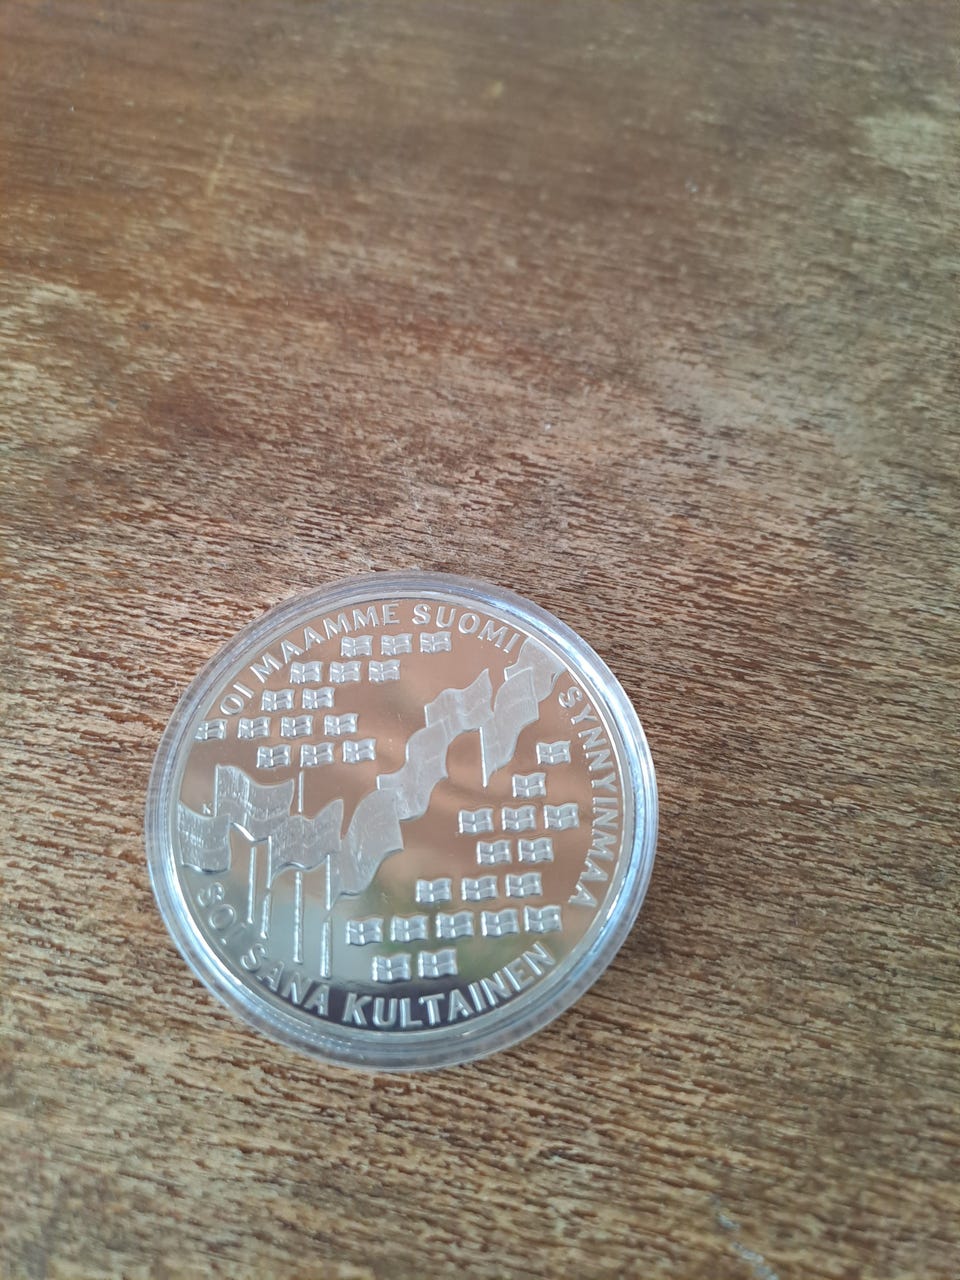 OI MAAMME SUOMI
SYNNYINMAA
SOI SANA KULTAINEN